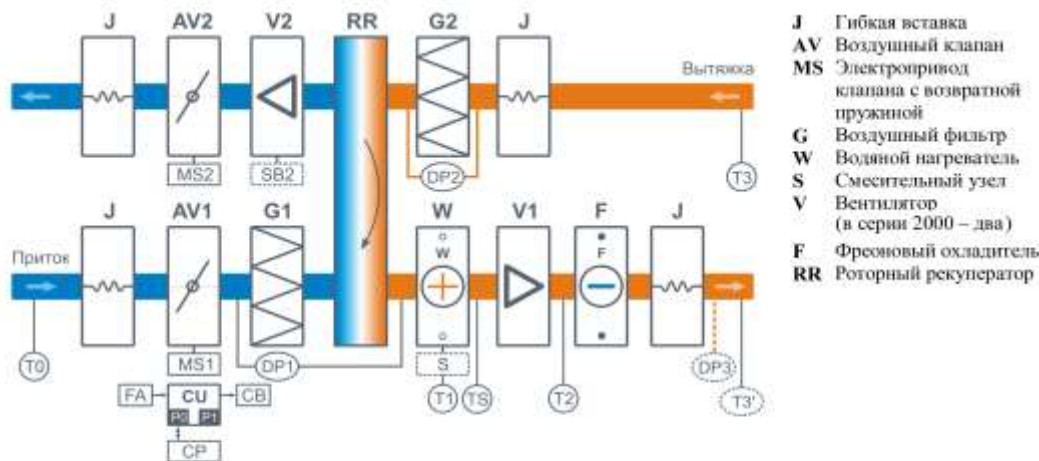 J AV2 V2 RR G2 J
Вытяжка
MS2 SB2 DP2 T3
J AV1 G1 W V1 F J
Приток
W F
T0 MS1 DP1 S T1 TS T2 DP3 T3'
FA CU CB
P0 P1
CP
J Гибкая вставка
AV Воздушный клапан
MS Электропривод
клапана с возвратной
пружиной
G Воздушный фильтр
W Водяной нагреватель
S Смесительный узел
V Вентилятор
(в серии 2000 – два)
F Фреоновый охладитель
RR Роторный рекуператор